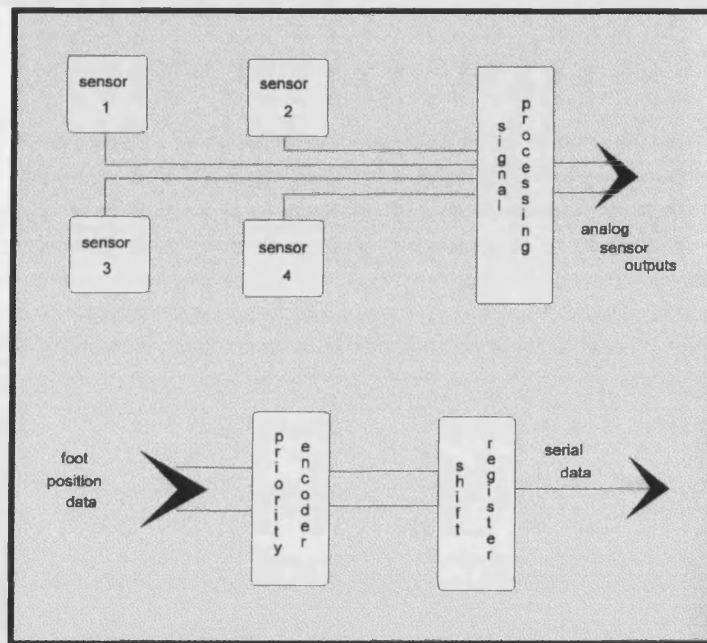 sensor
1
sensor
2
sensor
3
sensor
4
signal
processing
analog
sensor
outputs
foot
position
data
priority
encoder
shift
register
serial
data